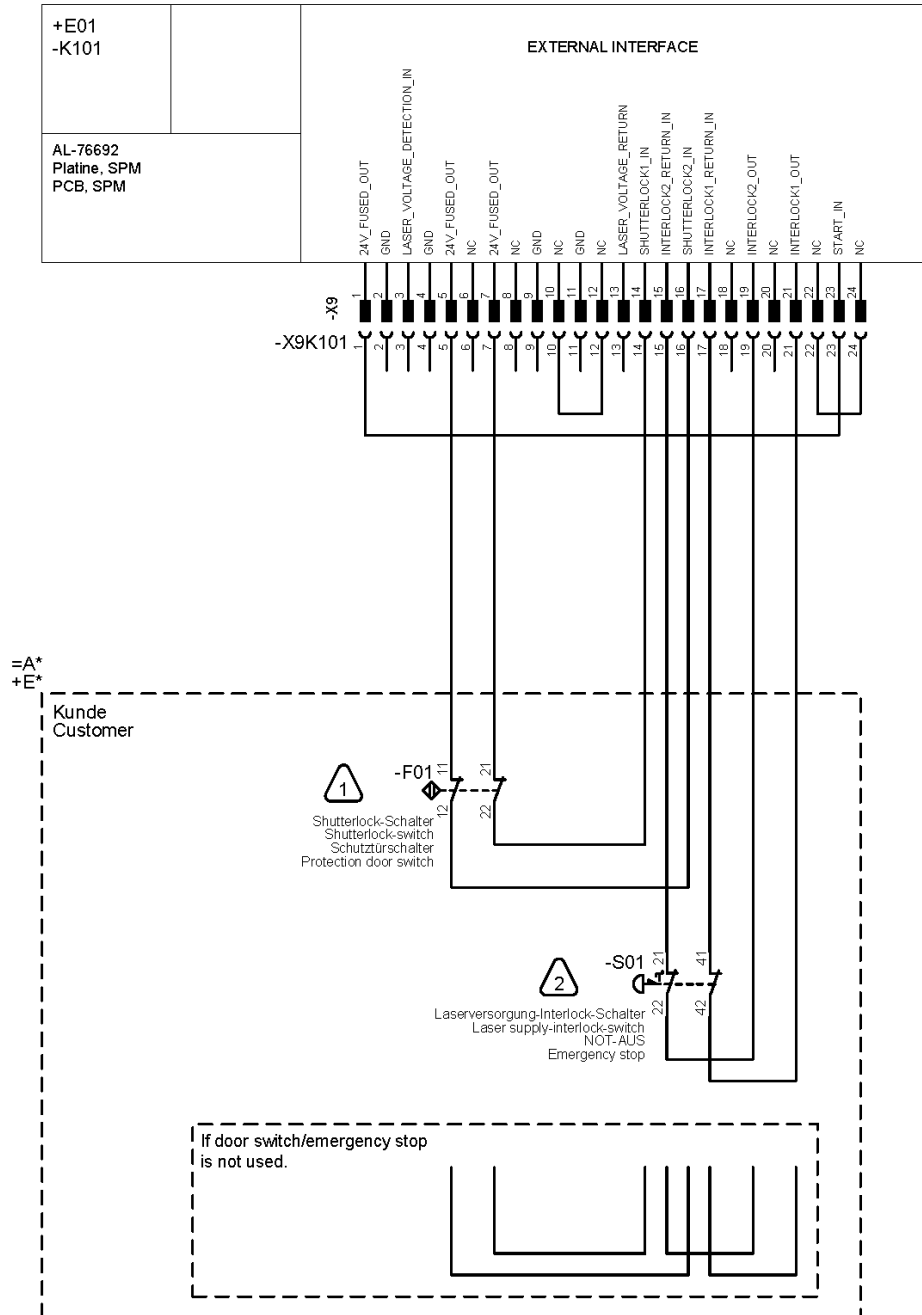 +E01
-K101
EXTERNAL INTERFACE
AL-76692
Platine, SPM
PCB, SPM
24V_FUSED_OUT
GND
LASER_VOLTAGE_DETECTION_IN
GND
24V_FUSED_OUT
NC
24V_FUSED_OUT
NC
GND
NC
GND
NC
LASER_VOLTAGE_RETURN
SHUTTERLOCK1_IN
INTERLOCK2_RETURN_IN
SHUTTERLOCK2_IN
INTERLOCK1_RETURN_IN
NC
INTERLOCK2_OUT
NC
INTERLOCK1_OUT
NC
START_IN
NC
-X9
1 2 3 4 5 6 7 8 9 10 11 12 13 14 15 16 17 18 19 20 21 22 23 24
-X9K101
1 2 3 4 5 6 7 8 9 10 11 12 13 14 15 16 17 18 19 20 21 22 23 24
=A*
+E*
Kunde
Customer
1
-F01
11 21
12 22
Shutterlock-Schalter
Shutterlock-switch
Schutztürschalter
Protection door switch
2
-S01
21 41
22 42
Laserversorgung-Interlock-Schalter
Laser supply-interlock-switch
NOT-AUS
Emergency stop
If door switch/emergency stop
is not used.